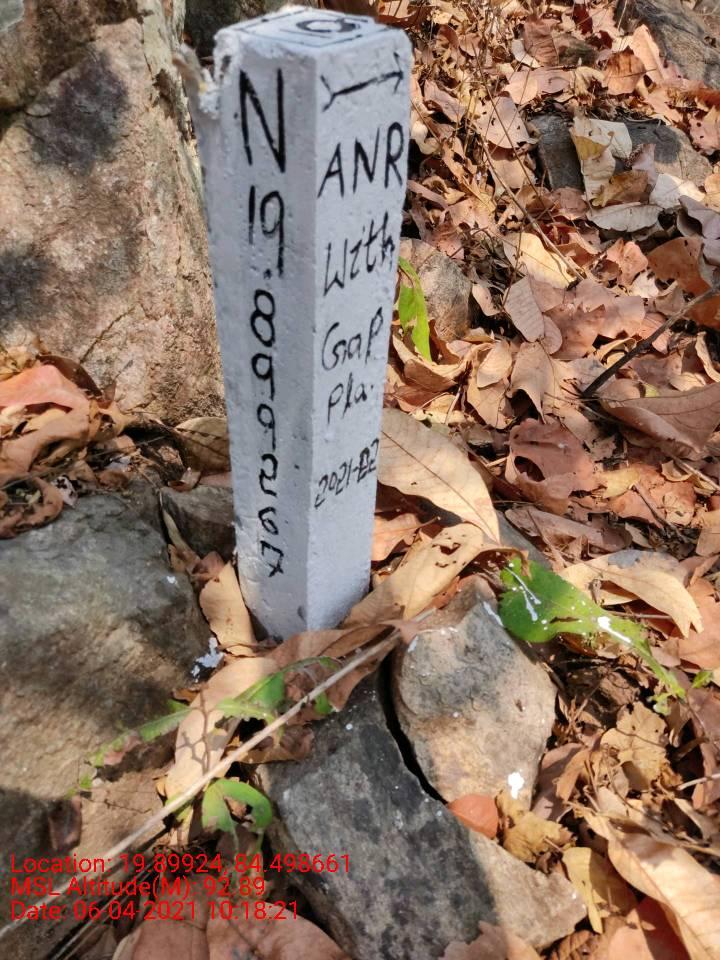 N
19.899267
ANR
With
Gap
Pla.
2021-22
Location: 19.89924, 84.498661
MSL Altitude(M): 92.89
Date: 06 04 2021 10:18:21